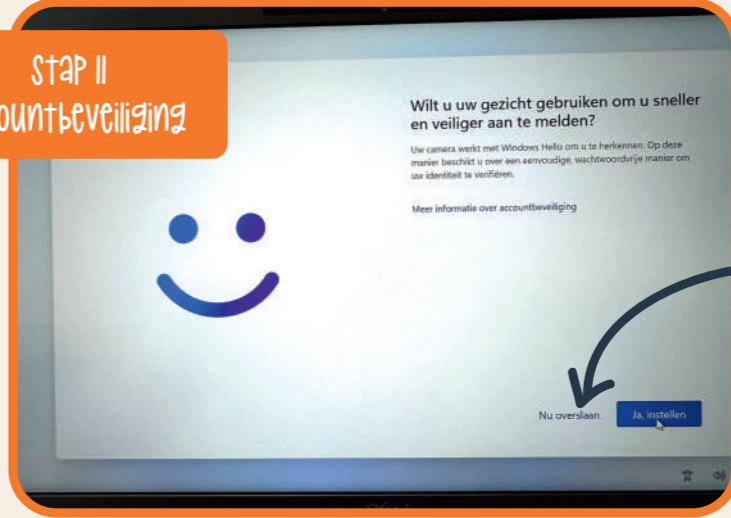 Stap 11
ountbeveiliging
Wilt u uw gezicht gebruiken om u sneller
en veiliger aan te melden?
Uw camera werkt met Windows Hello om u te herkennen. Op deze
manier beschikt u over een eenvoudige, wachtwoordvrije manier om
uw identiteit te verifiëren.
Meer informatie over accountbeveiliging
Nu overslaan
Ja, instellen